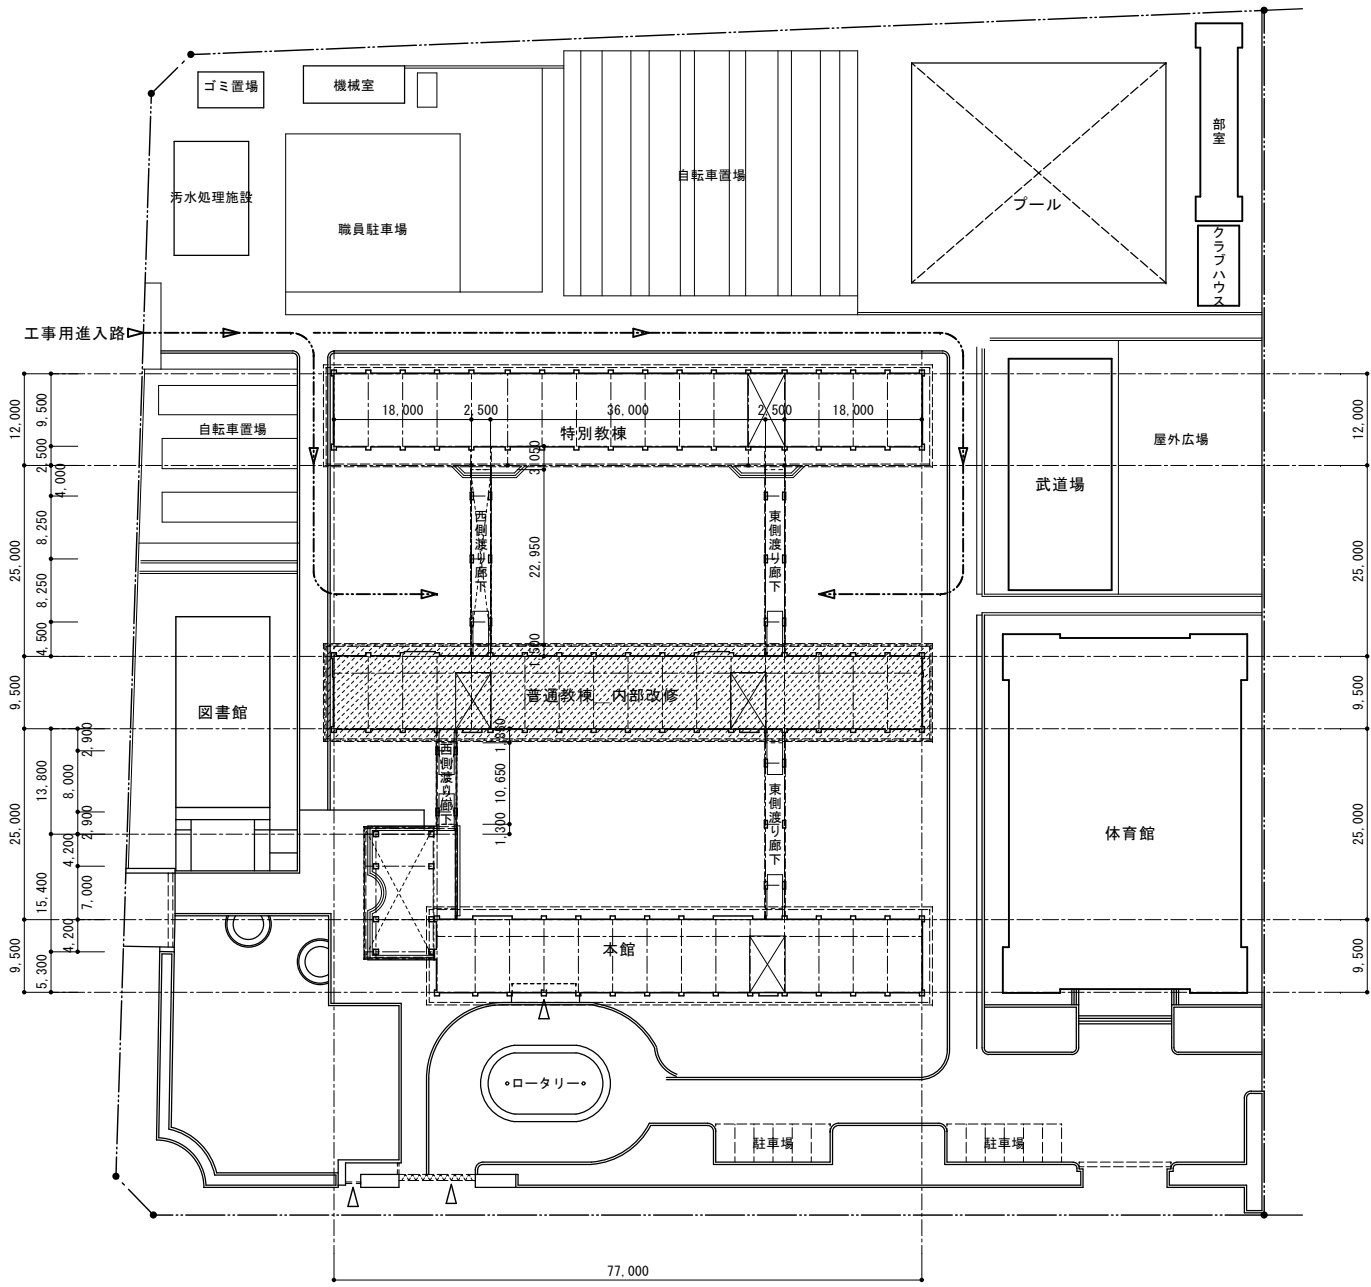 ゴミ置場
機械室
部室
汚水処理施設
自転車置場
プール
職員駐車場
クラブハウス
工事用進入路
18,000
2,500
36,000
2,500
18,000
特別教棟
自転車置場
屋外広場
武道場
12,000
9,500
2,500
4,000
25,000
8,250
8,250
4,500
9,500
3,050
22,950
1,500
西側渡り廊下
東側渡り廊下
12,000
25,000
9,500
25,000
9,500
普通教棟　内部改修
図書館
2,900
13,800
8,000
2,900
25,000
4,200
15,400
7,000
4,200
9,500
5,300
10,650
1,300
西側渡り廊下
東側渡り廊下
体育館
本館
ロータリー
駐車場
駐車場
77,000